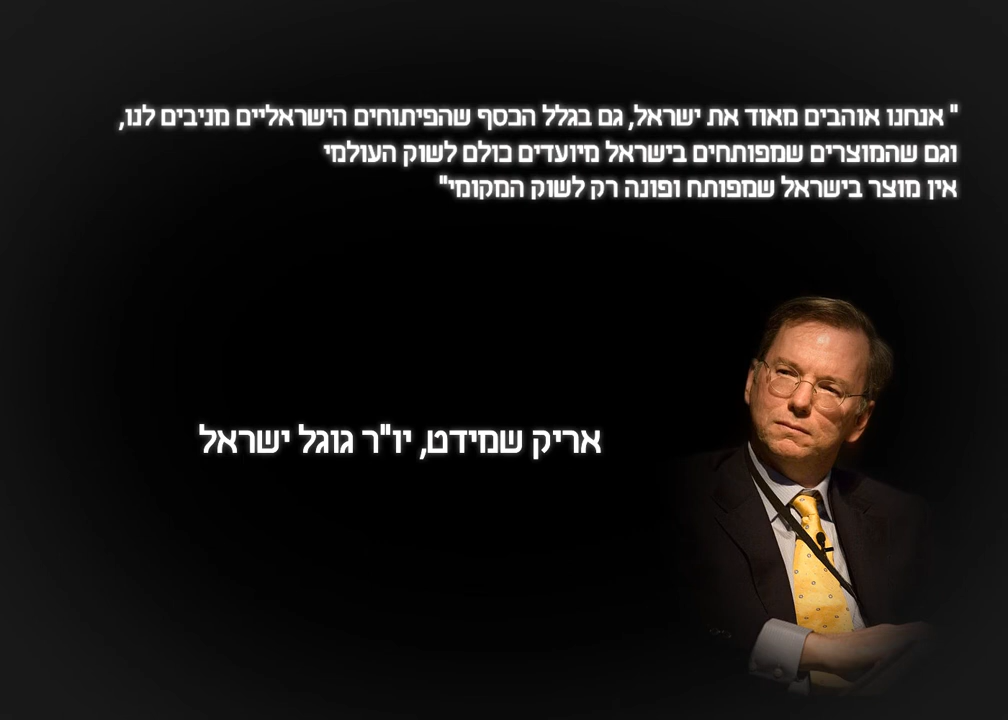 " אנחנו אוהבים מאוד את ישראל, גם בגלל הכסף שהפיתוחים הישראליים מניבים לנו,
וגם שהמוצרים שמפותחים בישראל מיועדים כולם לשוק העולמי
אין מוצר בישראל שמפותח ופונה רק לשוק המקומי"
אריק שמידט, יו"ר גוגל ישראל